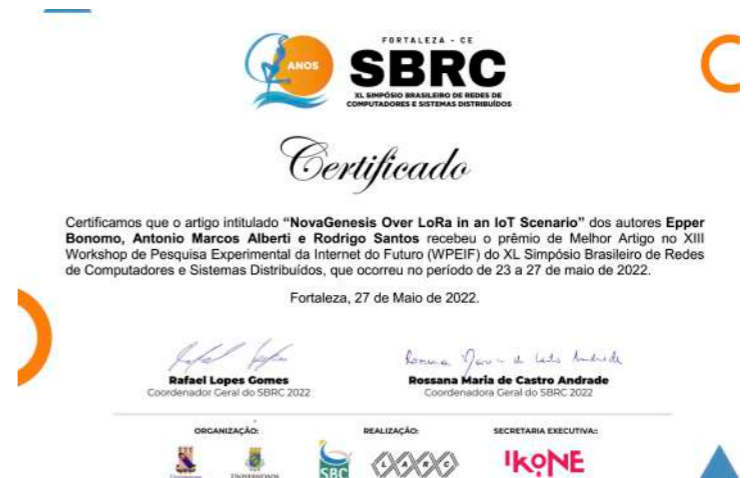 FORTALEZA - CE
ANOS
SBRC
XL SIMPÓSIO BRASILEIRO DE REDES DE
COMPUTADORES E SISTEMAS DISTRIBUÍDOS
Certificado
Certificamos que o artigo intitulado “NovaGenesis Over LoRa in an IoT Scenario” dos autores Epper
Bonomo, Antonio Marcos Alberti e Rodrigo Santos recebeu o prêmio de Melhor Artigo no XIII
Workshop de Pesquisa Experimental da Internet do Futuro (WPEIF) do XL Simpósio Brasileiro de Redes
de Computadores e Sistemas Distribuídos, que ocorreu no período de 23 a 27 de maio de 2022.
Fortaleza, 27 de Maio de 2022.
Rafael Lopes Gomes
Coordenador Geral do SBRC 2022
Rossana Maria de Castro Andrade
Coordenadora Geral do SBRC 2022
ORGANIZAÇÃO:
REALIZAÇÃO:
SECRETARIA EXECUTIVA::
SBC
LARC
IKONE